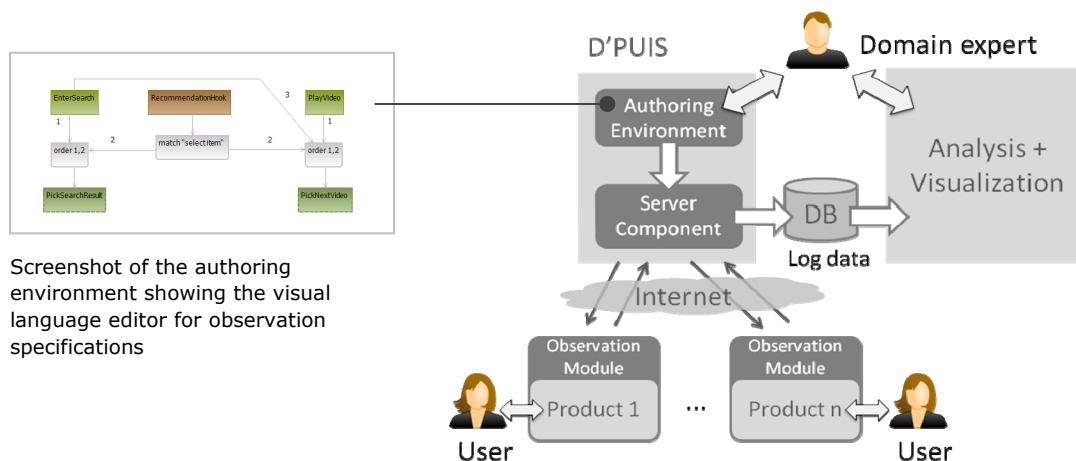 EnterSearch
RecommendationHook
PlayVideo
3
1
1
2
2
order 1,2
match "select item"
order 1,2
PickSearchResult
PickNextVideo
Screenshot of the authoring
environment showing the visual
language editor for observation
specifications
D'PUIS
Domain expert
Authoring
Environment
Server
Component
DB
Log data
Analysis +
Visualization
Internet
Observation
Module
Product 1
...
Observation
Module
Product n
User
User